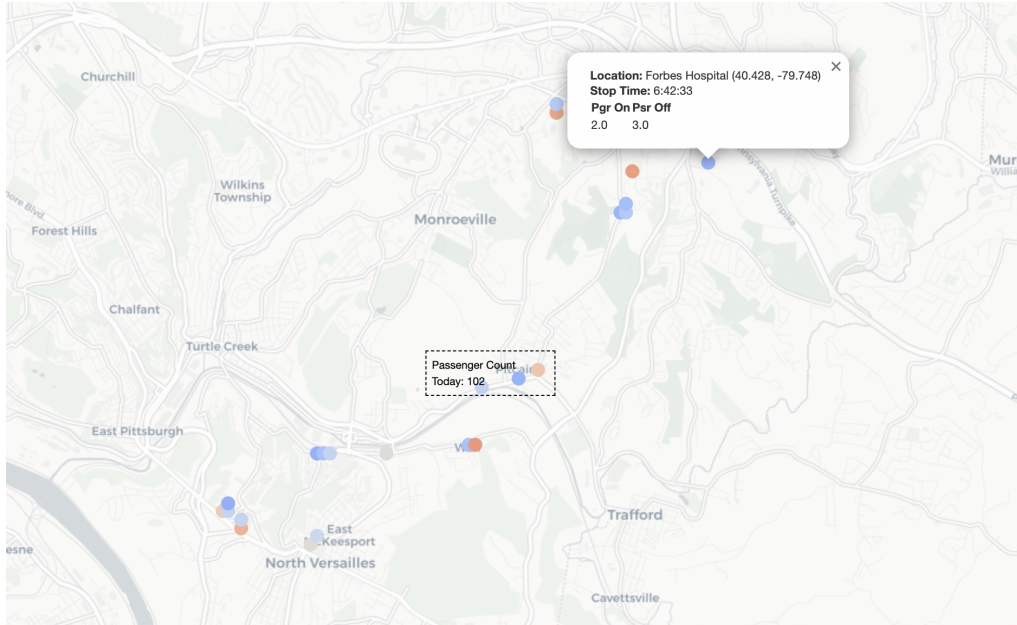 Churchill
×
Location: Forbes Hospital (40.428, -79.748)
Stop Time: 6:42:33
Pgr On Psr Off
2.0 3.0
Wilkins
Township
Monroeville
Forest Hills
Blvd.
Turnpike
Chalfant
Turtle Creek
Passenger Count
Today: 102
East Pittsburgh
Trafford
East
North Versailles
Cavettsville